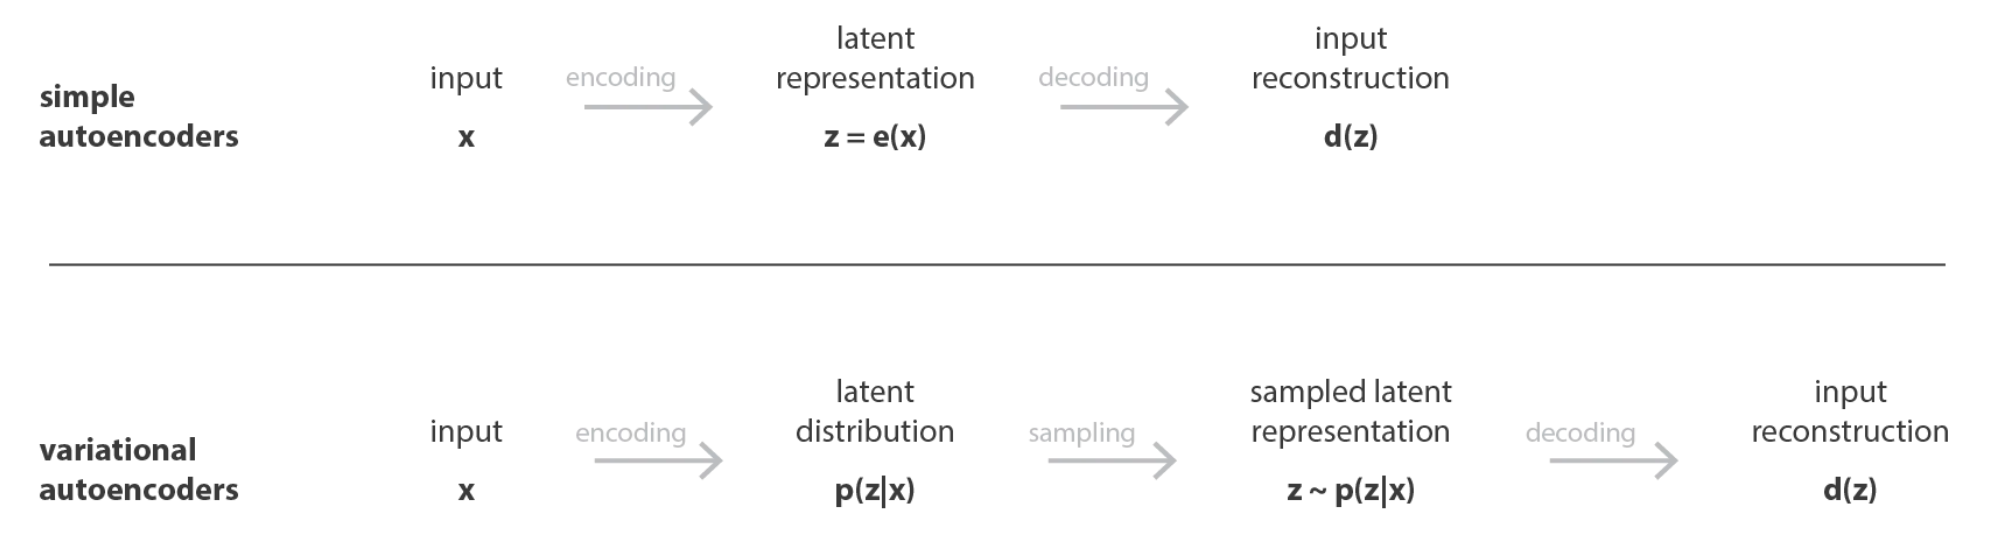 simple
autoencoders
input
x
encoding
latent
representation
z = e(x)
decoding
input
reconstruction
d(z)
variational
autoencoders
input
x
encoding
latent
distribution
p(z|x)
sampling
sampled latent
representation
z ~ p(z|x)
decoding
input
reconstruction
d(z)